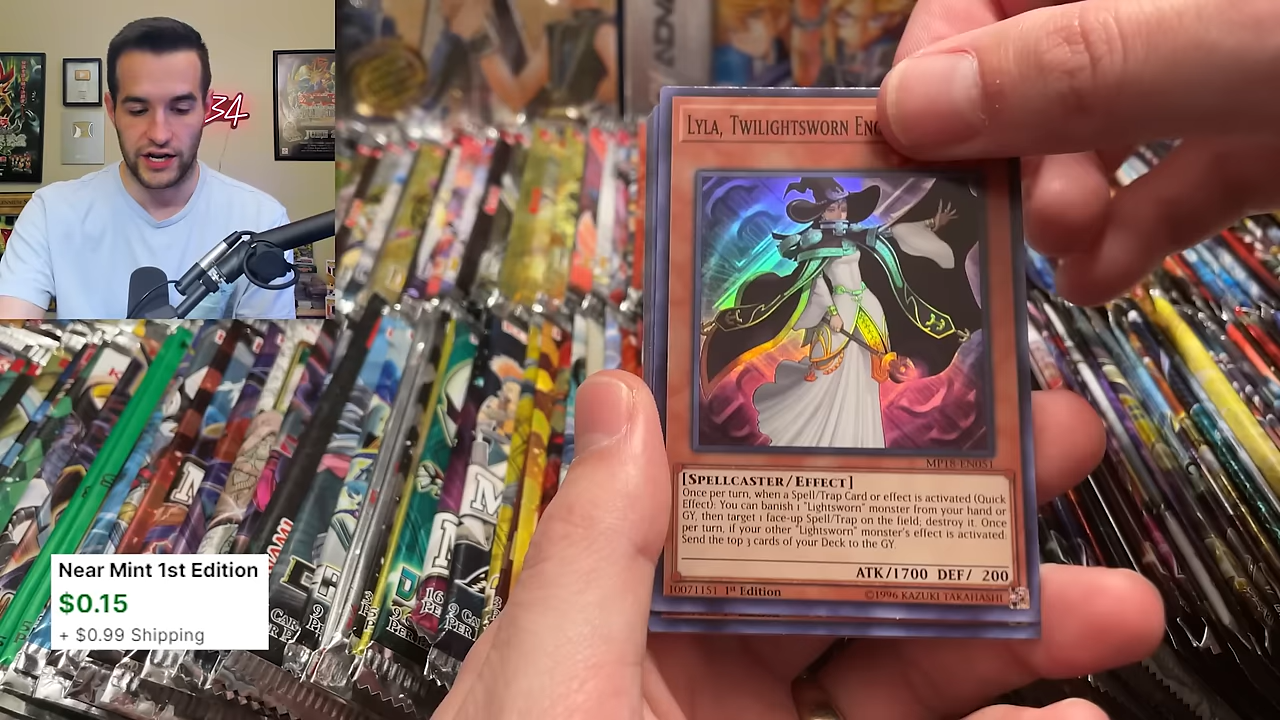 34
ADVA
LYLA, TWILIGHTSWORN ENC
MP18-EN051
[SPELLCASTER/EFFECT]
Once per turn, when a Spell/Trap Card or effect is activated (Quick
Effect): You can banish 1 "Lightsworn" monster from your hand or
GY, then target 1 face-up Spell/Trap on the field; destroy it. Once
per turn, if your other "Lightsworn" monster's effect is activated:
Send the top 3 cards of your Deck to the GY.
ATK/1700 DEF/ 200
10071151 1st Edition
©1996 KAZUKI TAKAHASHI
Near Mint 1st Edition
$0.15
+ $0.99 Shipping